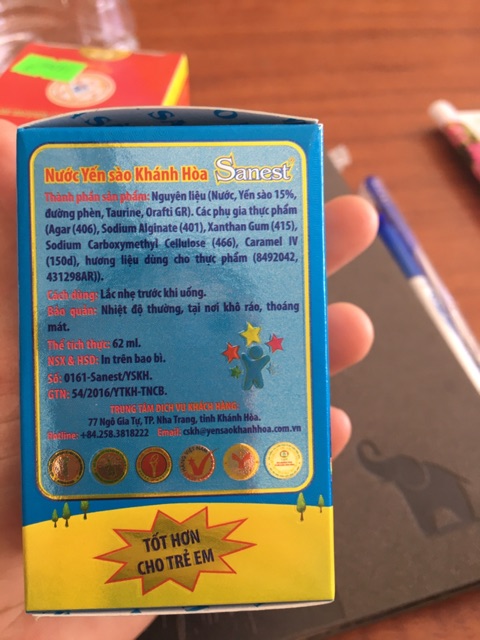 Nước Yến sào Khánh Hòa Sanest
Thành phần sản phẩm: Nguyên liệu (Nước, Yến sào 15%,
đường phèn, Taurine, Orafti GR). Các phụ gia thực phẩm
(Agar (406), Sodium Alginate (401), Xanthan Gum (415),
Sodium Carboxymethyl Cellulose (466), Caramel IV
(150d), hương liệu dùng cho thực phẩm (8492042,
431298AR)).
Cách dùng: Lắc nhẹ trước khi uống.
Bảo quản: Nhiệt độ thường, tại nơi khô ráo, thoáng
mát.
Thể tích thực: 62 ml.
NSX & HSD: In trên bao bì.
Số: 0161-Sanest/YSKH.
GTN: 54/2016/YTKH-TNCB.
TRUNG TÂM DỊCH VỤ KHÁCH HÀNG:
77 Ngô Gia Tự, TP. Nha Trang, tỉnh Khánh Hòa.
Hotline: +84.258.3818222 Email: cskh@yensaokhanhhoa.com.vn
TỐT HƠN
CHO TRẺ EM